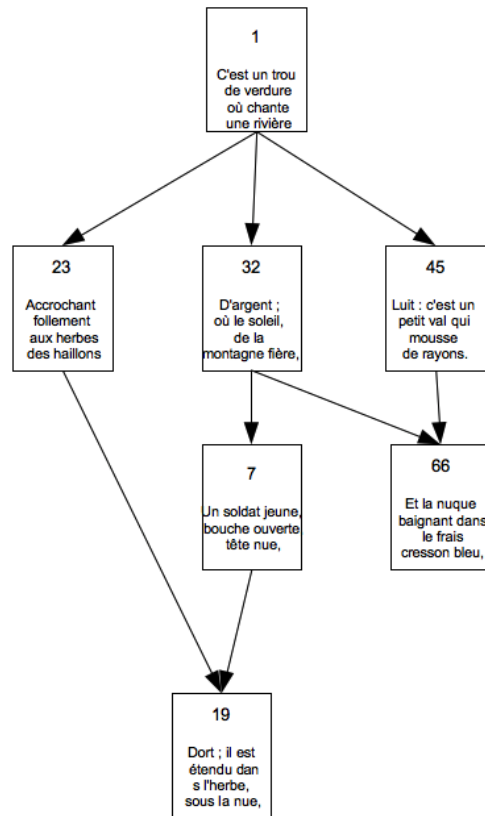 1
C'est un trou
de verdure
où chante
une rivière
23
Accrochant
follement
aux herbes
des haillons
32
D'argent ;
où le soleil,
de la
montagne fière,
45
Luit : c'est un
petit val qui
mousse
de rayons.
7
Un soldat jeune,
bouche ouverte
tête nue,
66
Et la nuque
baignant dans
le frais
cresson bleu,
19
Dort ; il est
étendu dan
s l'herbe,
sous la nue,